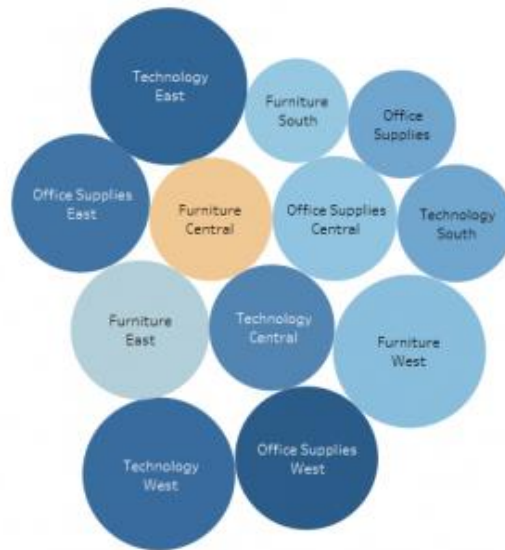 Technology
East
Furniture
South
Office
Supplies
Office Supplies
East
Furniture
Central
Office Supplies
Central
Technology
South
Furniture
East
Technology
Central
Furniture
West
Technology
West
Office Supplies
West